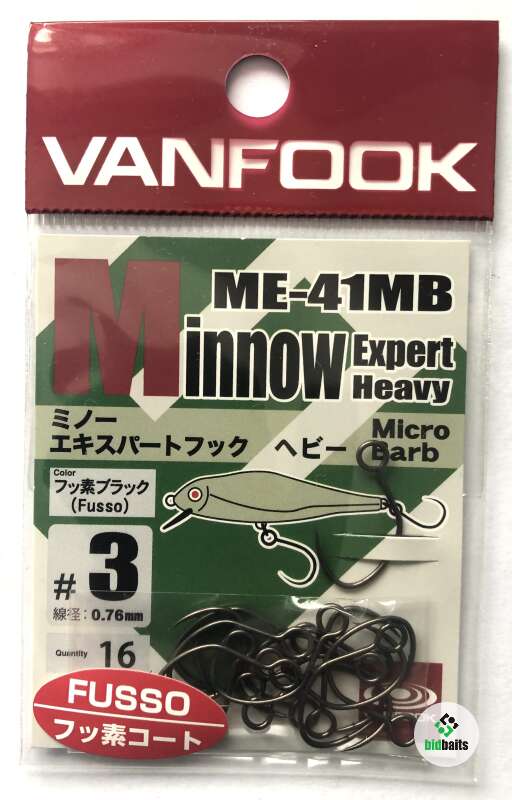 VANFOOK
ME-41MB
Minnow Expert
Heavy
ミノー
エキスパートフック ヘビー
Micro
Barb
Color
フッ素ブラック
(Fusso)
#3
線径:0.76mm
Quantity 16
FUSSO
フッ素コート
OK
bidbaits